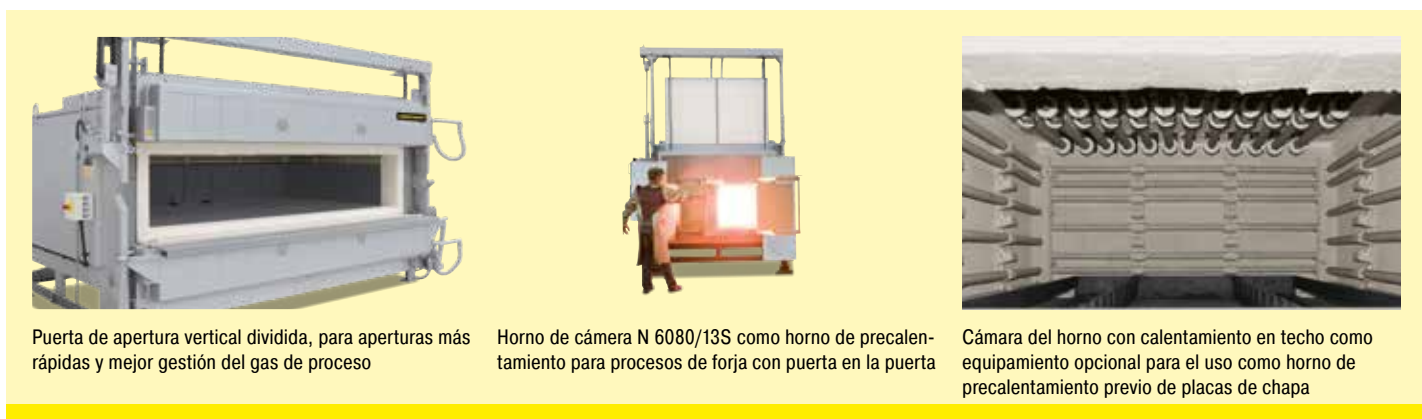 Puerta de apertura vertical dividida, para aperturas más
rápidas y mejor gestión del gas de proceso
Horno de cámera N 6080/13S como horno de precalen-
tamiento para procesos de forja con puerta en la puerta
Cámara del horno con calentamiento en techo como
equipamiento opcional para el uso como horno de
precalentamiento previo de placas de chapa